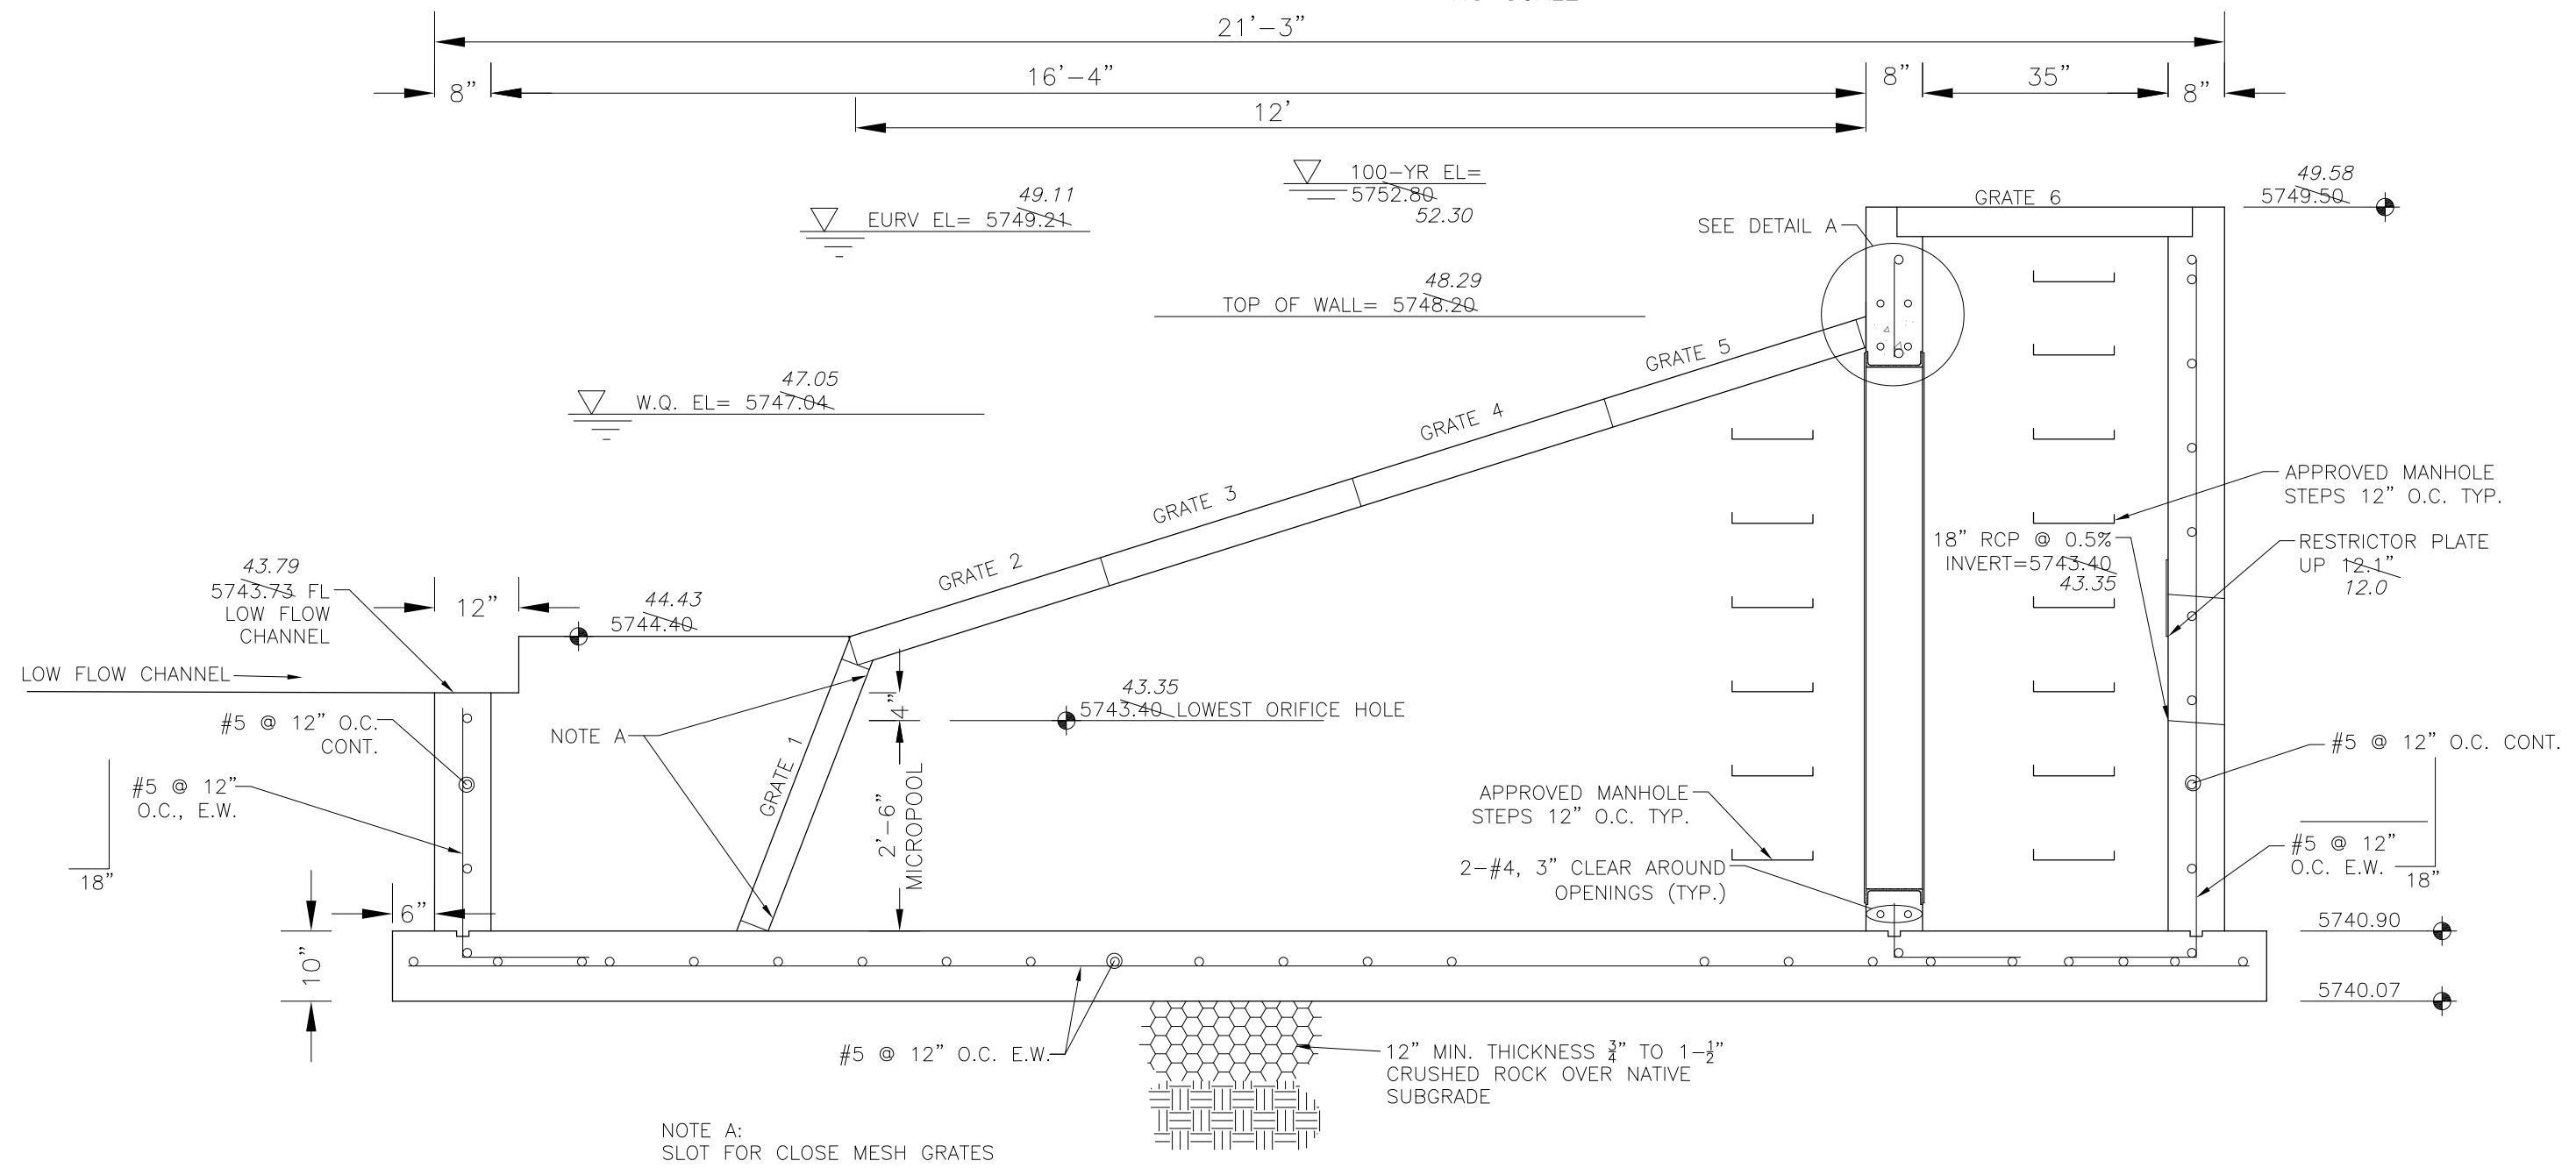 21'-3"
8"
16'-4"
8"
35"
8"
12'
100-YR EL=
5752.80
52.30
49.11
EURV EL= 5749.21
49.58
5749.50
GRATE 6
SEE DETAIL A
48.29
TOP OF WALL= 5748.20
47.05
W.Q. EL= 5747.04
GRATE 5
GRATE 4
GRATE 3
GRATE 2
GRATE 1
APPROVED MANHOLE
STEPS 12" O.C. TYP.
18" RCP @ 0.5%
INVERT=5743.40
43.35
RESTRICTOR PLATE
UP 12.1"
12.0
43.79
5743.73 FL
LOW FLOW
CHANNEL
12"
44.43
5744.40
LOW FLOW CHANNEL
4"
43.35
5743.40 LOWEST ORIFICE HOLE
#5 @ 12" O.C.
CONT.
NOTE A
#5 @ 12" O.C. CONT.
#5 @ 12"
O.C., E.W.
18"
2'-6"
MICROPOOL
APPROVED MANHOLE
STEPS 12" O.C. TYP.
2-#4, 3" CLEAR AROUND
OPENINGS (TYP.)
#5 @ 12"
O.C. E.W.
18"
6"
10"
5740.90
5740.07
#5 @ 12" O.C. E.W.
12" MIN. THICKNESS 3/4" TO 1-1/2"
CRUSHED ROCK OVER NATIVE
SUBGRADE
NOTE A:
SLOT FOR CLOSE MESH GRATES